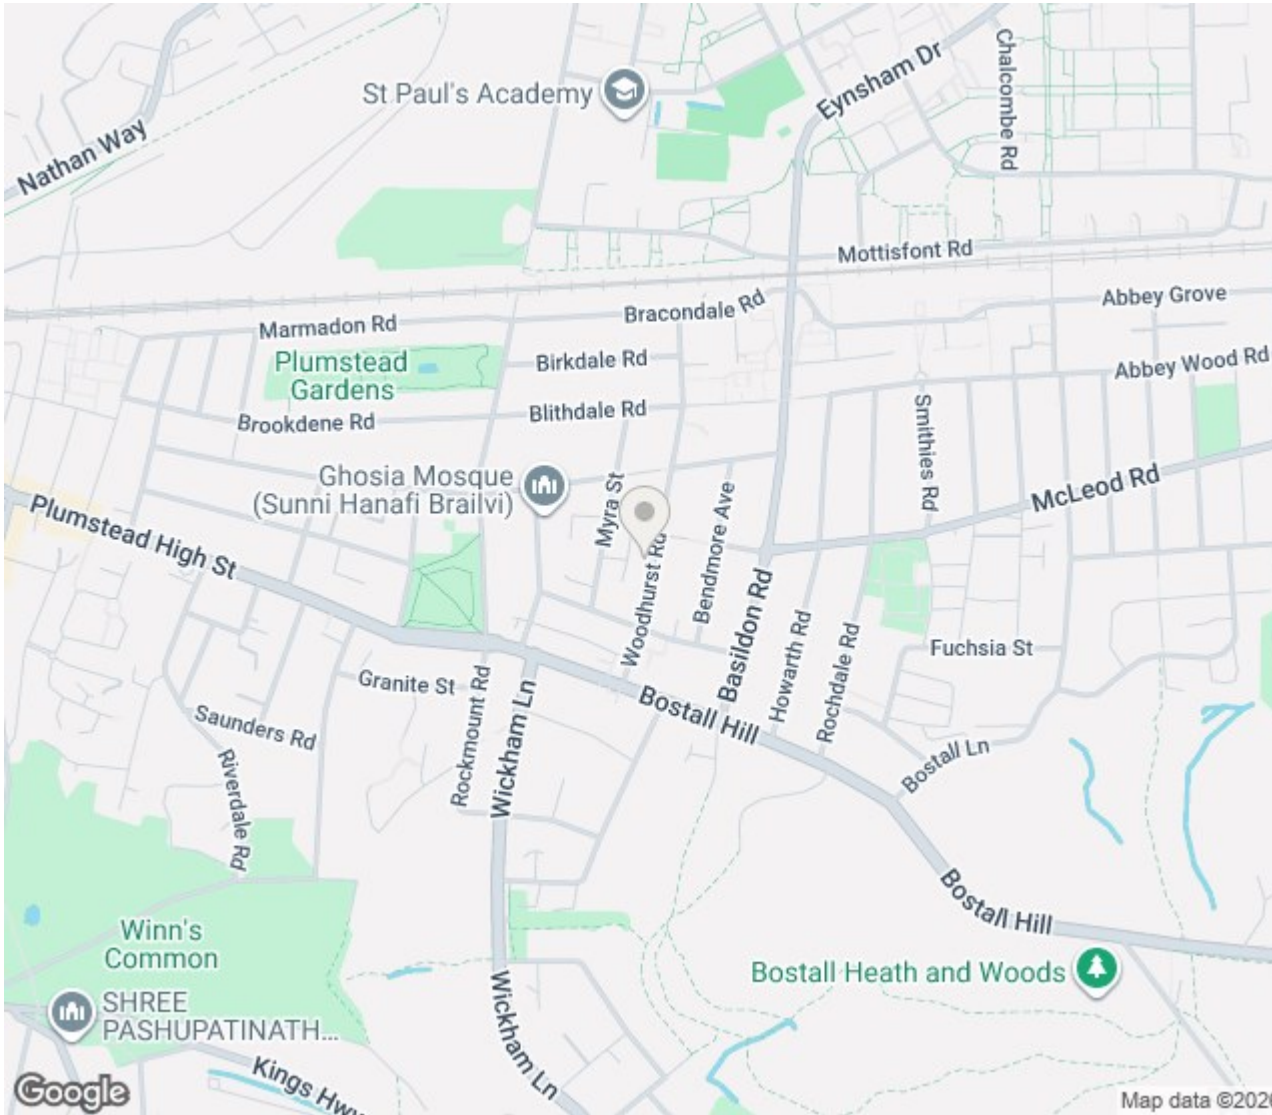 Chalcombe Rd
Eynsham Dr
St Paul's Academy
Nathan Way
Mottisfont Rd
Abbey Grove
Bracondale Rd
Marmadon Rd
Birkdale Rd
Plumstead
Gardens
Abbey Wood Rd
Blithdale Rd
Brookdene Rd
Smithies Rd
Ghosia Mosque
(Sunni Hanafi Brailvi)
Myra St
McLeod Rd
Bendmore Ave
Plumstead High St
Woodhurst Rd
Basildon Rd
Howarth Rd
Rochdale Rd
Fuchsia St
Granite St
Rockmount Rd
Wickham Ln
Bostall Hill
Saunders Rd
Riverdale Rd
Bostall Ln
Bostall Hill
Winn's
Common
Bostall Heath and Woods
SHREE
PASHUPATINATH...
Wickham Ln
Kings Hwy
Google
Map data ©2026